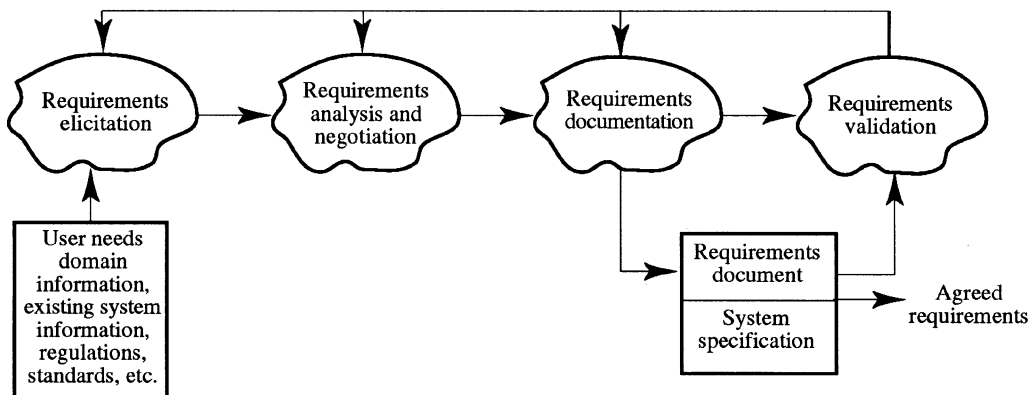 Requirements
elicitation
Requirements
analysis and
negotiation
Requirements
documentation
Requirements
validation
User needs
domain
information,
existing system
information,
regulations,
standards, etc.
Requirements
document
System
specification
Agreed
requirements